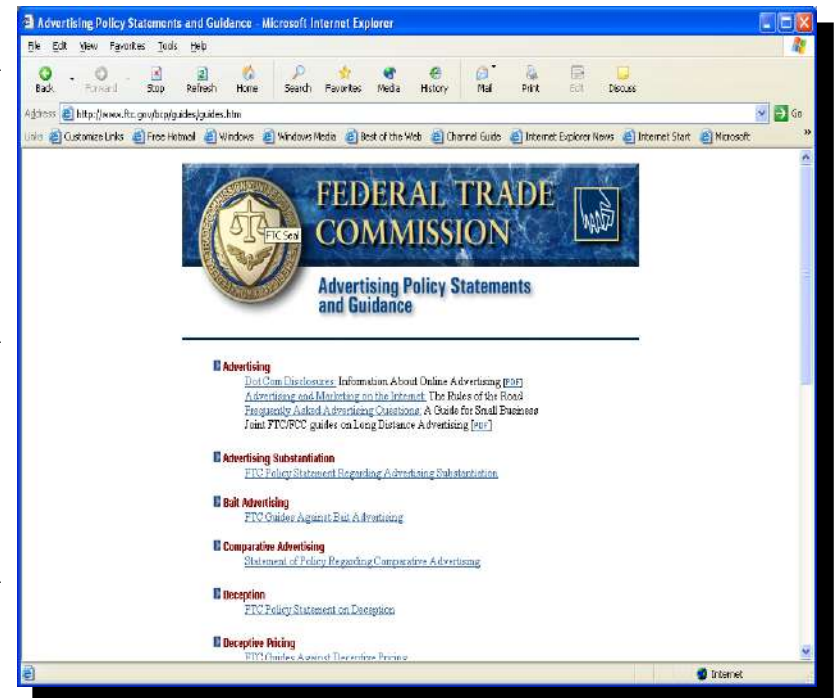 Advertising Policy Statements and Guidance - Microsoft Internet Explorer
File Edit View Favorites Tools Help
Back Forward Stop Refresh Home Search Favorites Media History Mail Print Edit Discuss
Address http://www.ftc.gov/bcp/guides/guides.htm Go
Links Customize Links Free Hotmail Windows Windows Media Best of the Web Channel Guide Internet Explorer News Internet Start Microsoft »
FEDERAL TRADE
COMMISSION
FTC Seal
Advertising Policy Statements
and Guidance
Advertising
Dot Com Disclosures: Information About Online Advertising [PDF]
Advertising and Marketing on the Internet: The Rules of the Road
Frequently Asked Advertising Questions: A Guide for Small Business
Joint FTC/FCC guides on Long Distance Advertising [PDF]
Advertising Substantiation
FTC Policy Statement Regarding Advertising Substantiation
Bait Advertising
FTC Guides Against Bait Advertising
Comparative Advertising
Statement of Policy Regarding Comparative Advertising
Deception
FTC Policy Statement on Deception
Deceptive Pricing
FTC Guides Against Deceptive Pricing
Internet